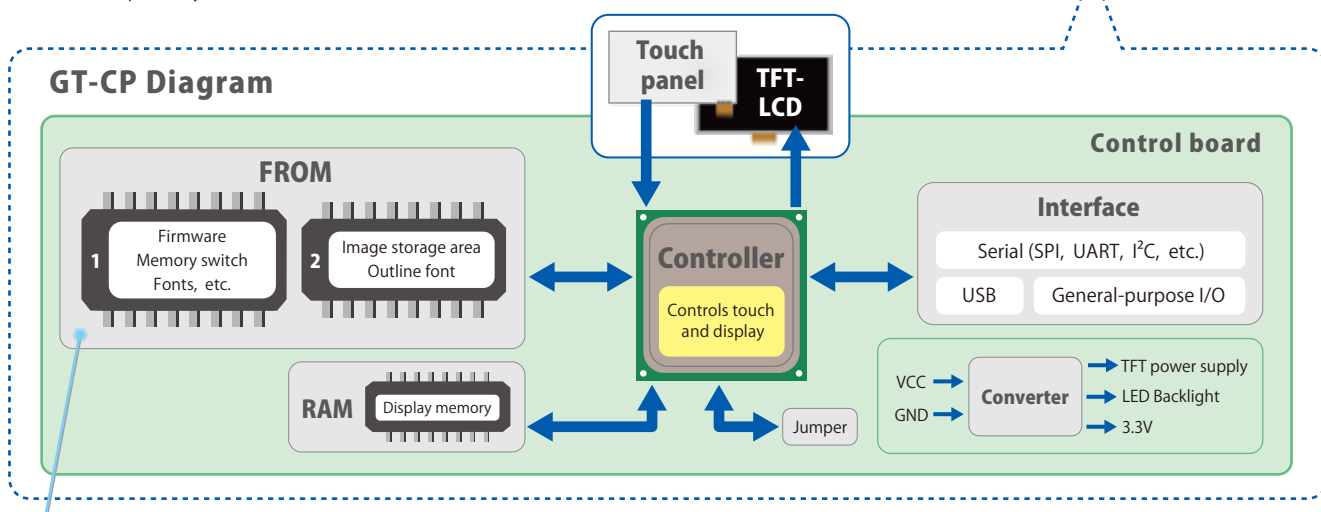 GT-CP Diagram
Touch
panel
TFT-
LCD
Control board
FROM
1
Firmware
Memory switch
Fonts, etc.
2
Image storage area
Outline font
Controller
Controls touch
and display
Interface
Serial (SPI, UART, I²C, etc.)
USB
General-purpose I/O
RAM
Display memory
Jumper
VCC
GND
Converter
TFT power supply
LED Backlight
3.3V